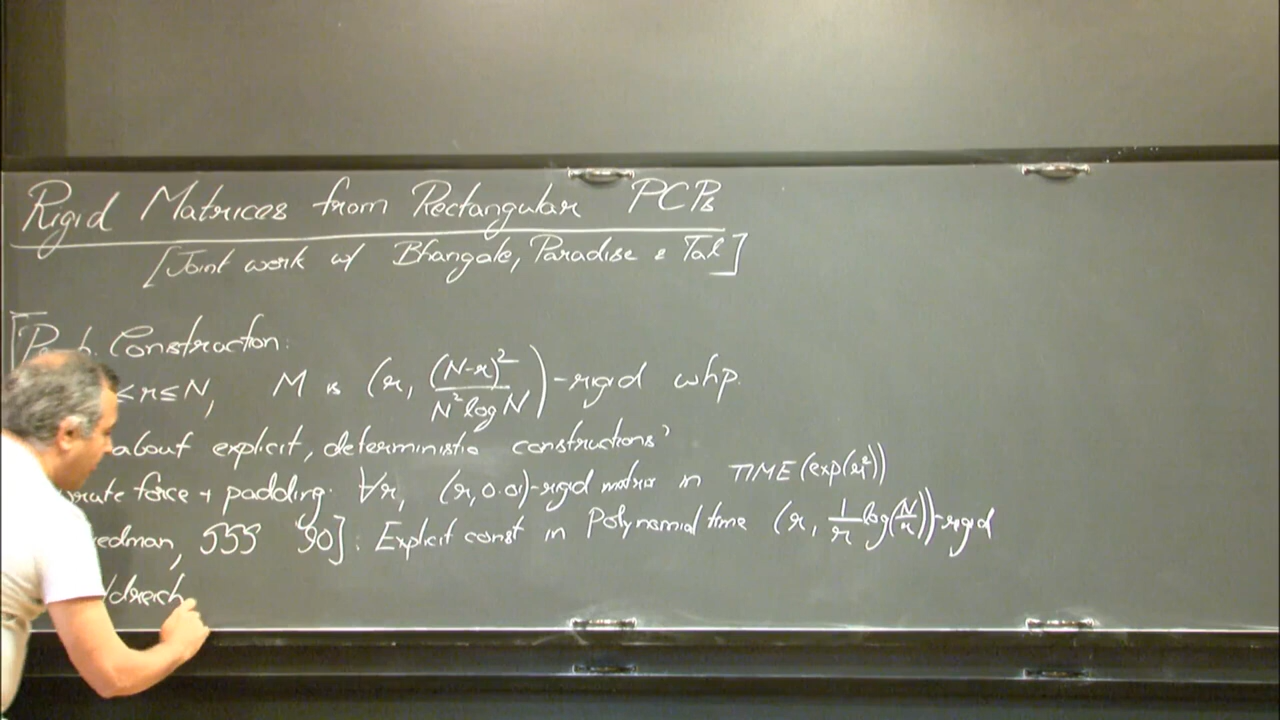 Rigid Matrices from Rectangular PCPs
[Joint work w/ Bhangale, Paradise & Tal]
Construction:
≤ r ≤ N, M is (r, (N-r)²/(N² log N))-rigid whp.
about explicit, deterministic constructions?
force + padding: ∀r, (r, 0.01)-rigid matrix in TIME(exp(r²))
edman, SSS '90]: Explicit const in Polynomial time (r, 1/r log(N/r))-rigid
ldreich,